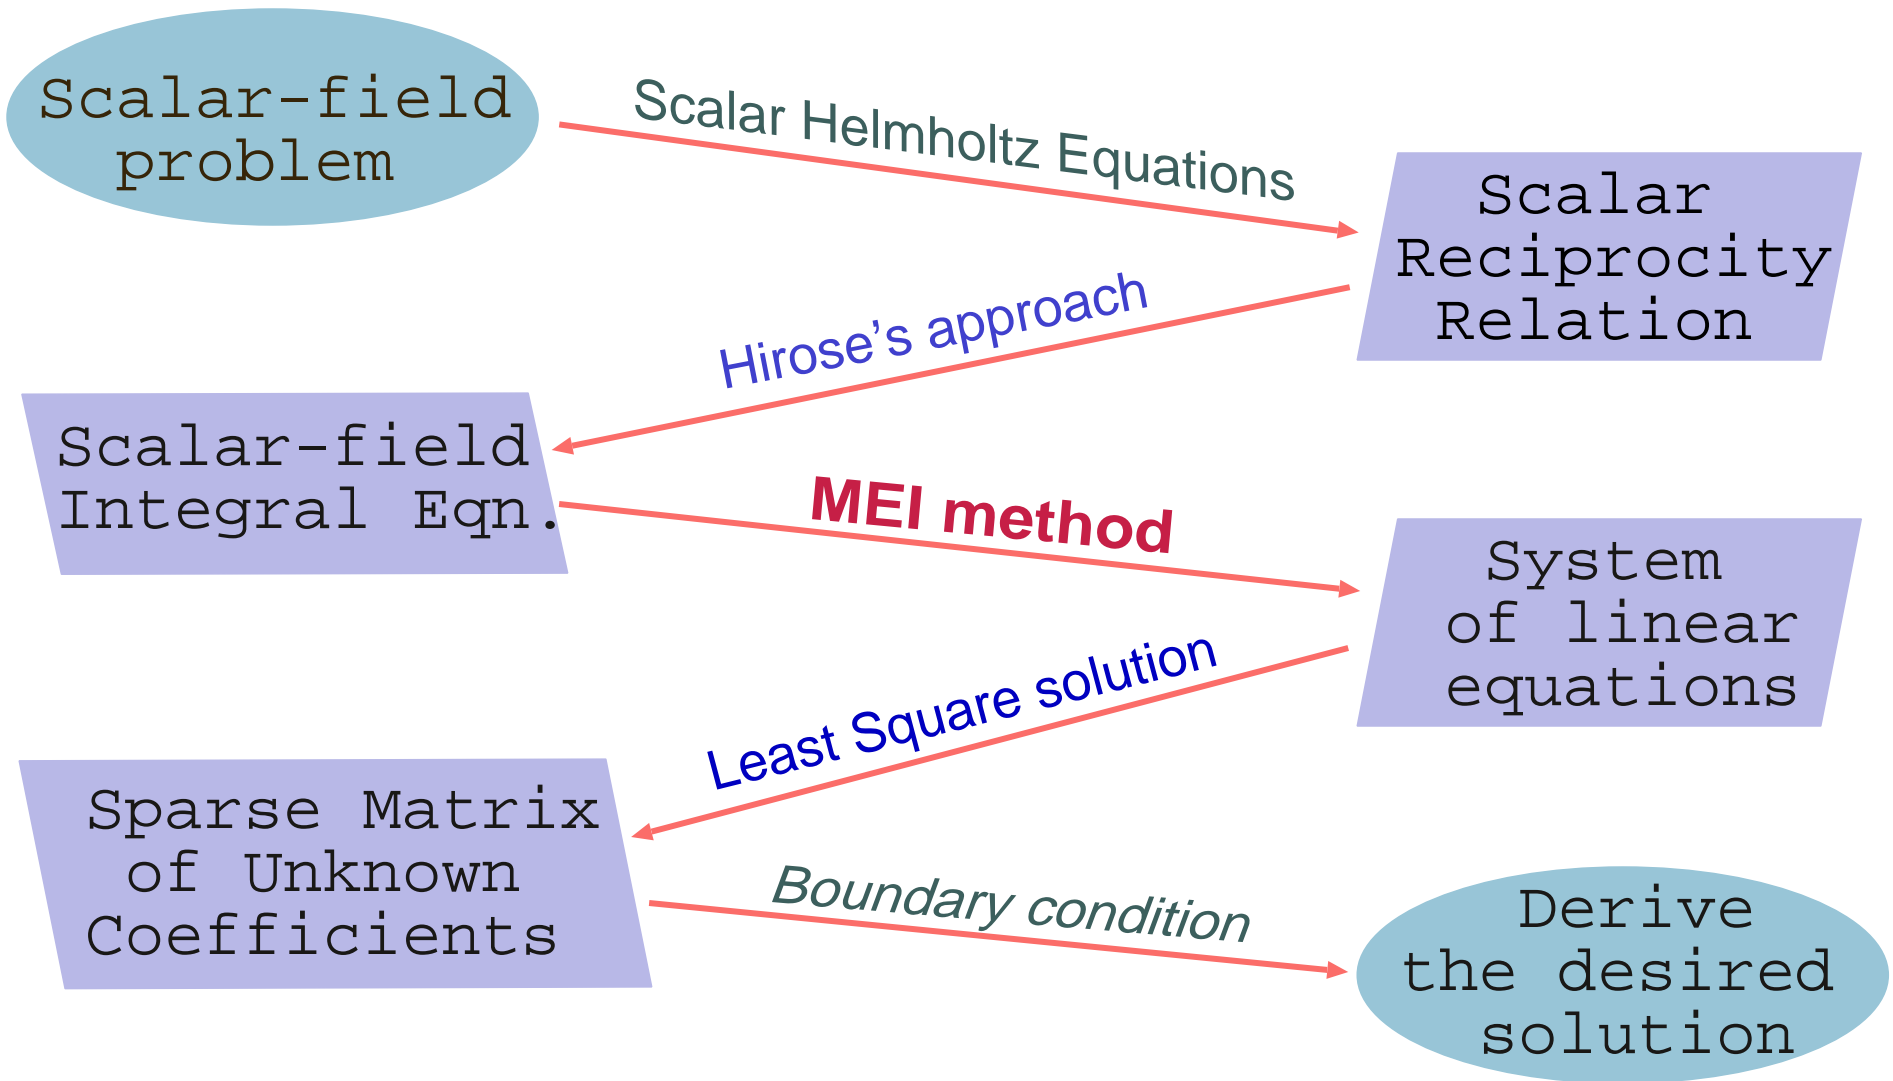 Scalar-field
problem
Scalar Helmholtz Equations
Scalar
Reciprocity
Relation
Hirose’s approach
Scalar-field
Integral Eqn.
MEI method
System
of linear
equations
Least Square solution
Sparse Matrix
of Unknown
Coefficients
Boundary condition
Derive
the desired
solution